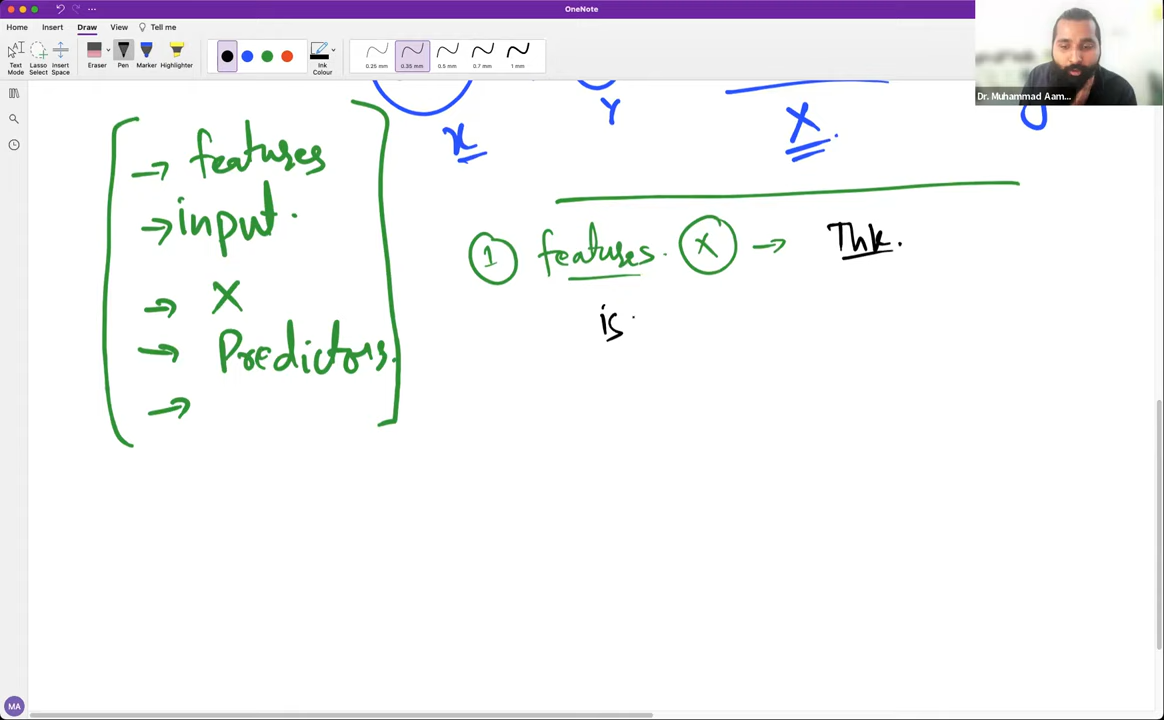 OneNote
Home Insert Draw View Tell me
Text Mode
Lasso Select
Insert Space
Eraser
Pen
Marker
Highlighter
Ink Colour
0.25 mm
0.35 mm
0.5 mm
0.7 mm
1 mm
Dr. Muhammad Aam...
x Y X y
→ features
→ input.
→ X
→ Predictors.
→
1 features. X → Thk.
is
MA